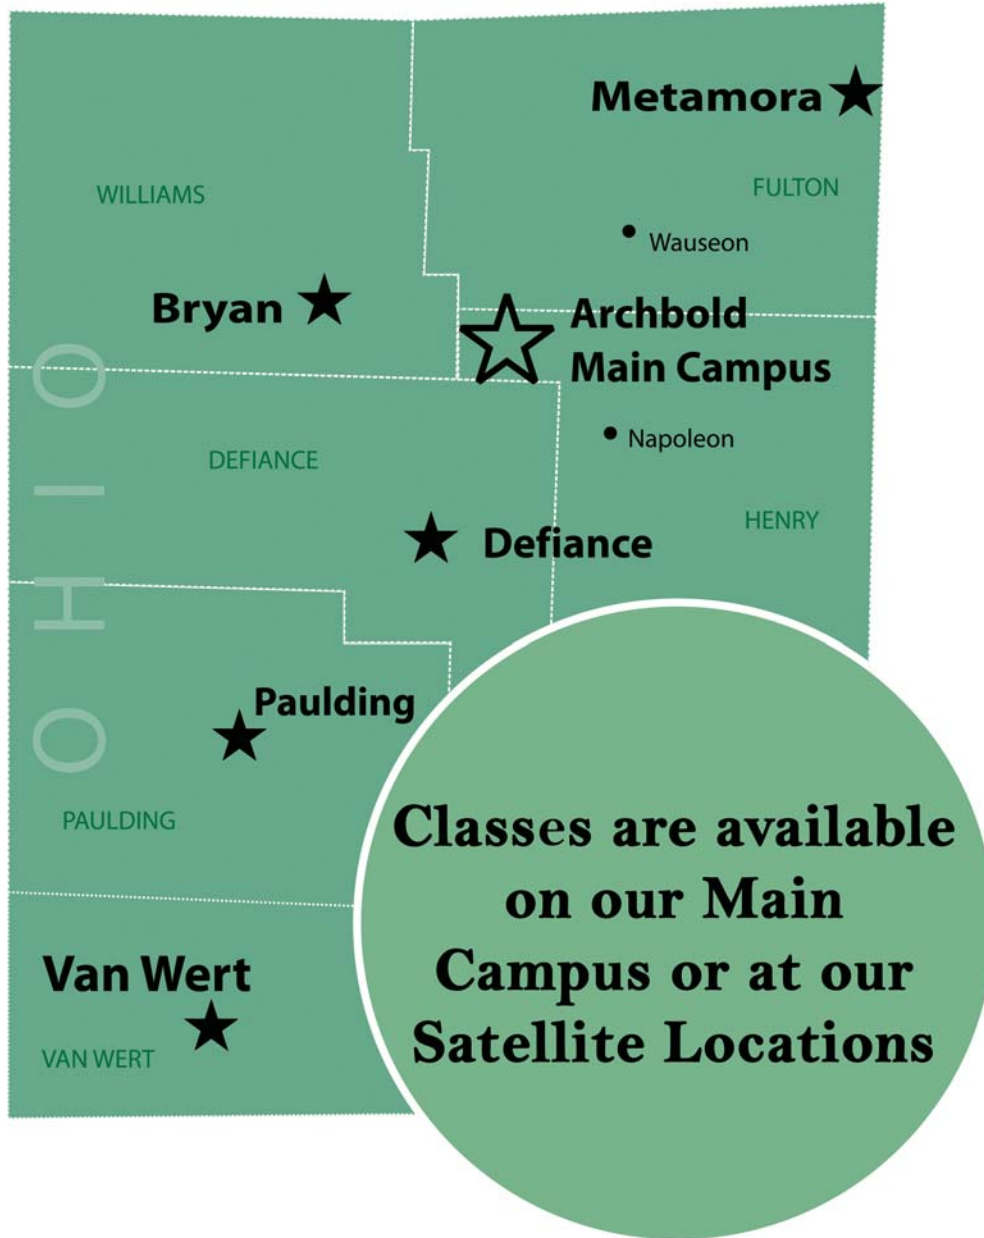 Metamora
WILLIAMS
FULTON
Wauseon
Bryan
Archbold
Main Campus
OHIO
Napoleon
DEFIANCE
HENRY
Defiance
Paulding
PAULDING
Classes are available
on our Main
Campus or at our
Satellite Locations
Van Wert
VAN WERT